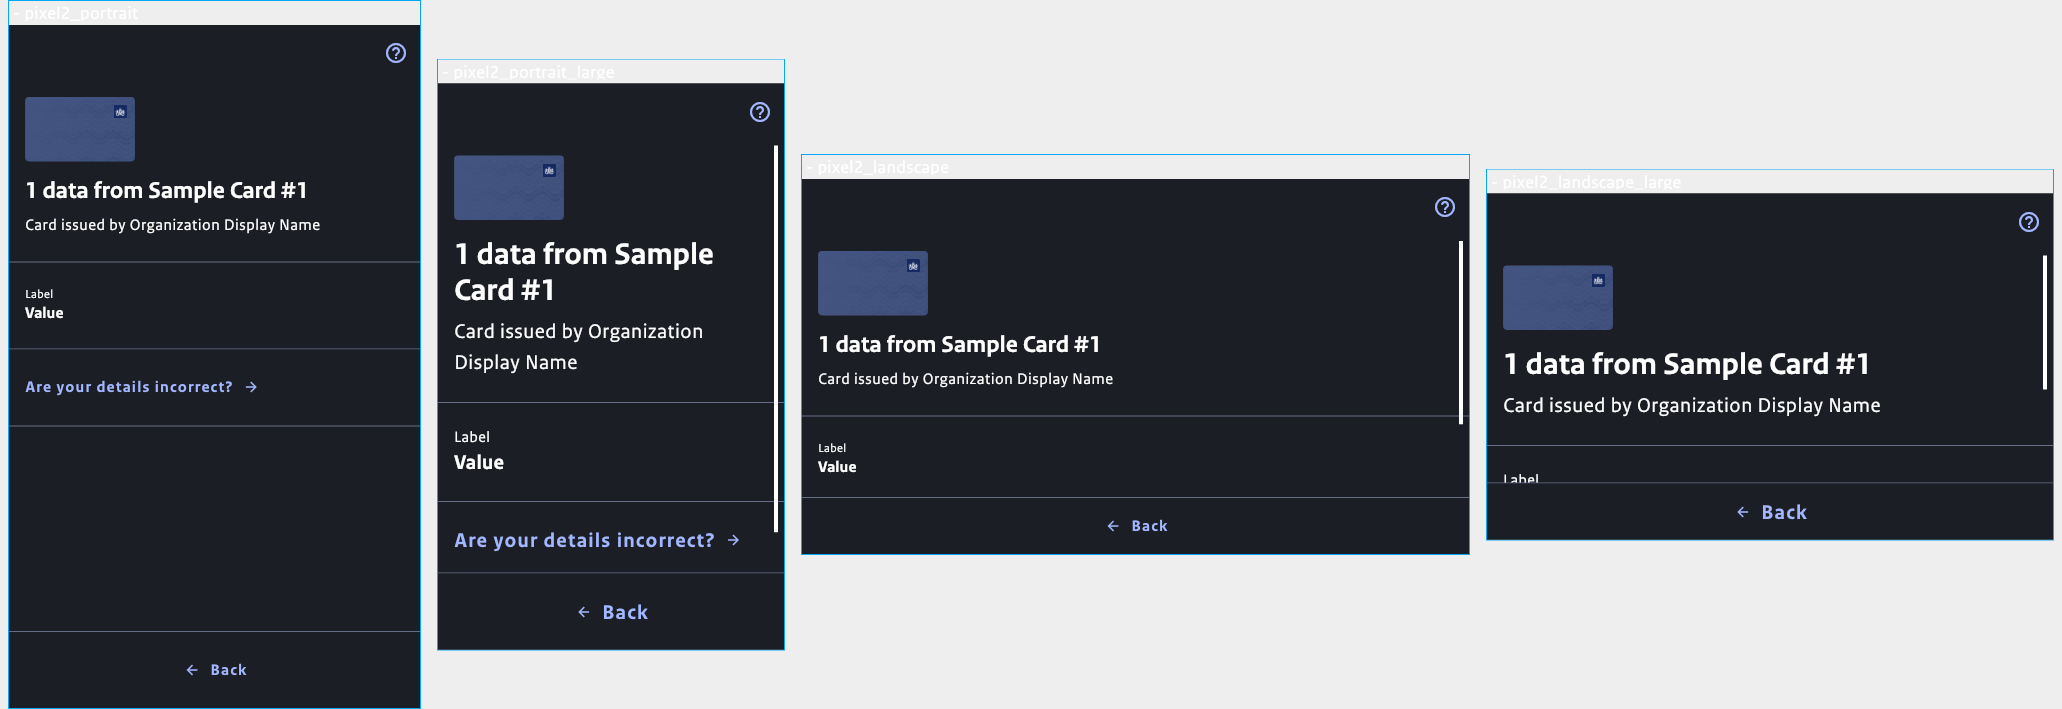 - pixel2_portrait
1 data from Sample Card #1
Card issued by Organization Display Name
Label
Value
Are your details incorrect? →
← Back
- pixel2_portrait_large
1 data from Sample
Card #1
Card issued by Organization
Display Name
Label
Value
Are your details incorrect? →
← Back
- pixel2_landscape
1 data from Sample Card #1
Card issued by Organization Display Name
Label
Value
← Back
- pixel2_landscape_large
1 data from Sample Card #1
Card issued by Organization Display Name
Label
← Back